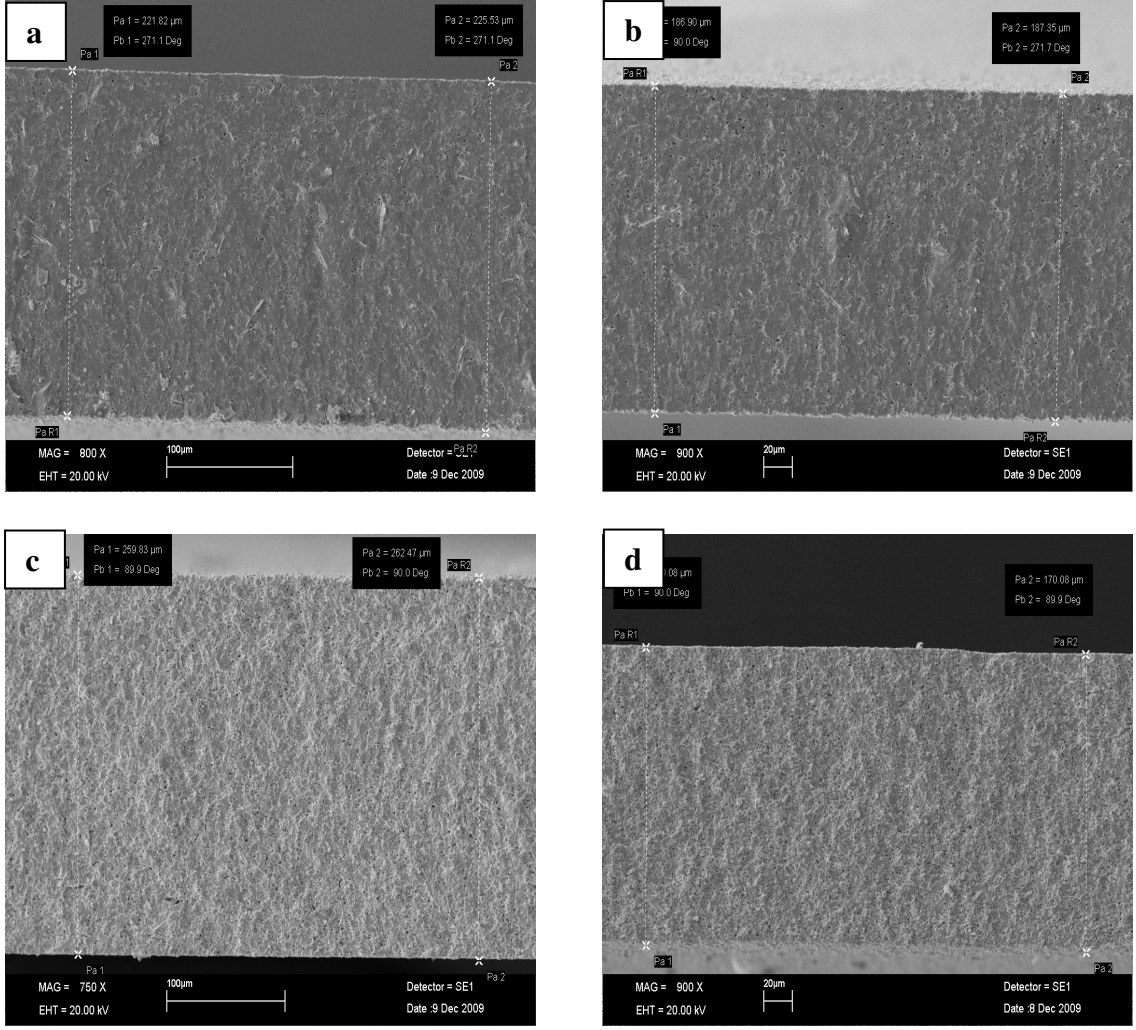 a
Pa 1 = 221.82 µm
Pb 1 = 271.1 Deg
Pa 2 = 225.53 µm
Pb 2 = 271.1 Deg
Pa 1
Pa 2
Pa R1
Pa R2
MAG = 800 X
100µm
EHT = 20.00 kV
Date :9 Dec 2009
Detector =
b
= 186.90 µm
= 90.0 Deg
Pa 2 = 187.35 µm
Pb 2 = 271.7 Deg
Pa R1
Pa 2
Pa 1
Pa R2
MAG = 900 X
20µm
Detector = SE1
EHT = 20.00 kV
Date :9 Dec 2009
c
Pa 1 = 259.83 µm
Pb 1 = 89.9 Deg
Pa 2 = 262.47 µm
Pb 2 = 90.0 Deg
Pa R2
Pa 1
Pa 2
MAG = 750 X
100µm
Detector = SE1
EHT = 20.00 kV
Date :9 Dec 2009
d
0.08 µm
Pb 1 = 90.0 Deg
Pa 2 = 170.08 µm
Pb 2 = 89.9 Deg
Pa R1
Pa R2
Pa 1
Pa 2
MAG = 900 X
20µm
Detector = SE1
EHT = 20.00 kV
Date :8 Dec 2009